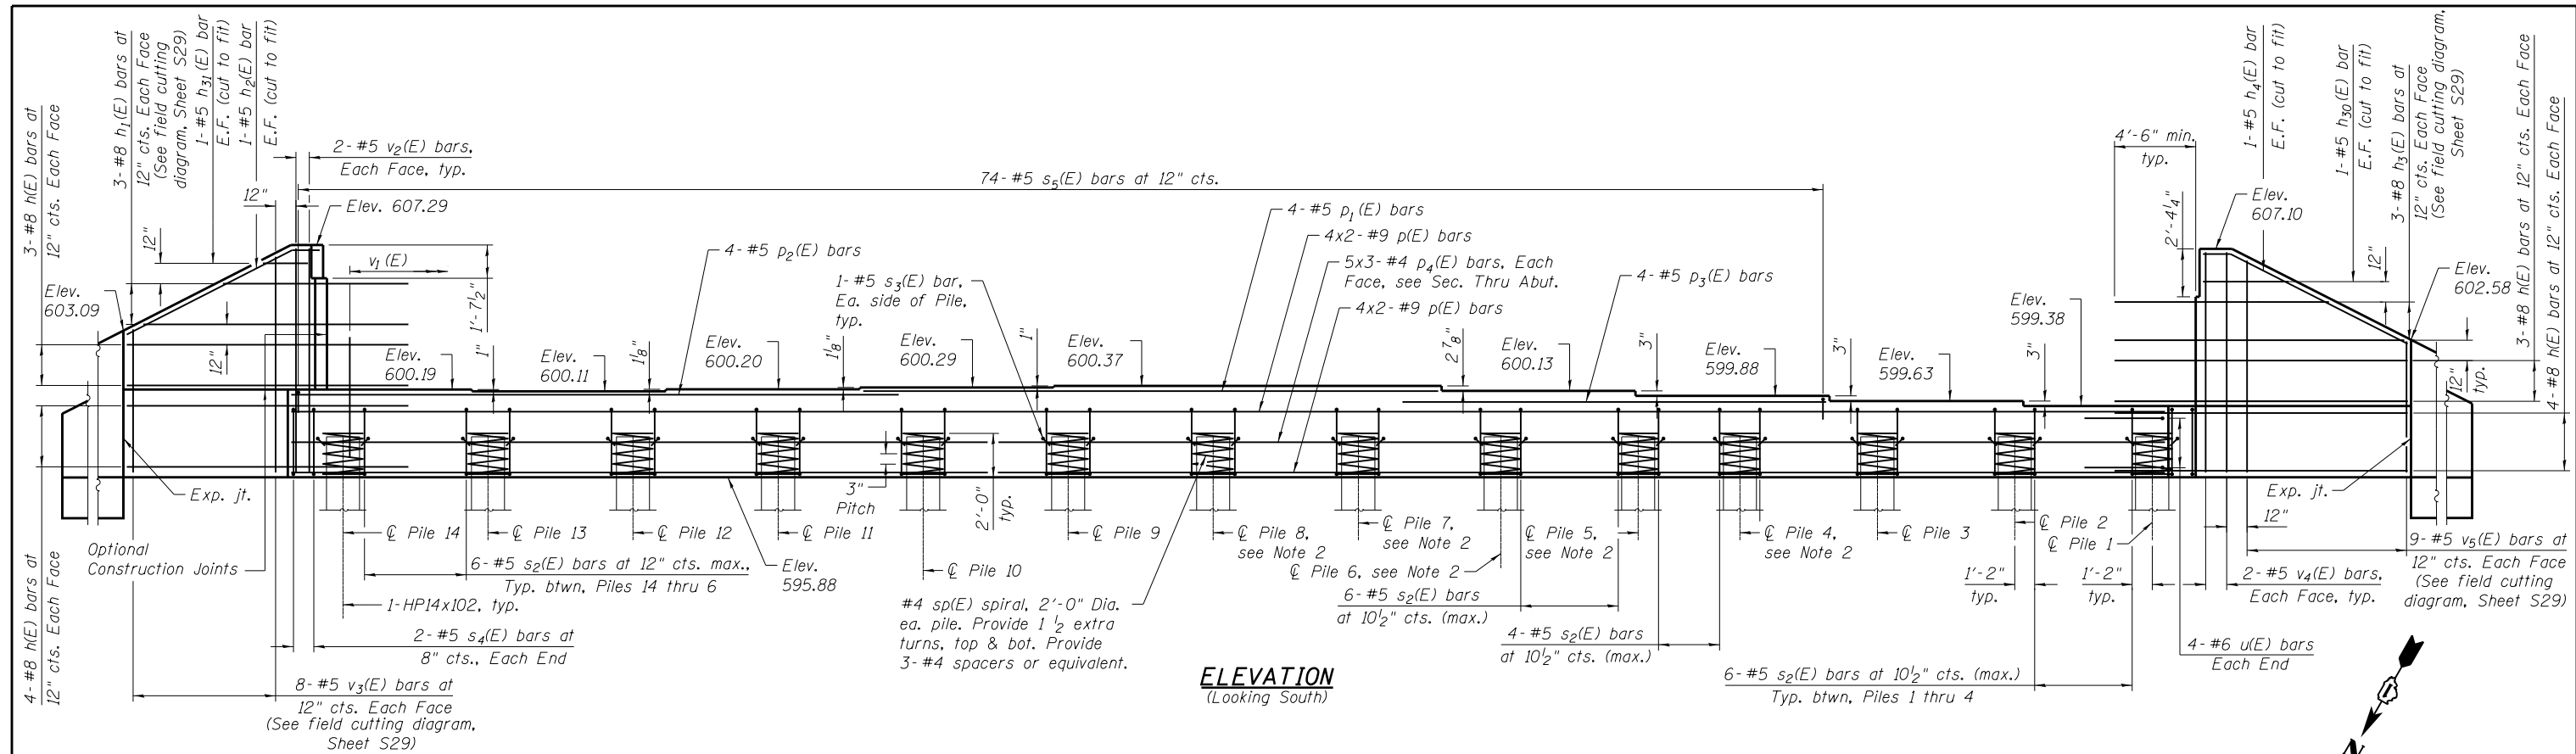 3-#8 h(E) bars at
12" cts. Each Face
3-#8 h1(E) bars at
12" cts. Each Face
(See field cutting
diagram, Sheet S29)
1-#5 h31(E) bar
E.F. (cut to fit)
1-#5 h2(E) bar
E.F. (cut to fit)
2-#5 v2(E) bars,
Each Face, typ.
12"
Elev. 607.29
12"
v1(E)
1'-7 1/2"
Elev.
603.09
12"
74-#5 s5(E) bars at 12" cts.
4-#5 p2(E) bars
1-#5 s3(E) bar,
Ea. side of Pile,
typ.
4-#5 p1(E) bars
4x2-#9 p(E) bars
5x3-#4 p4(E) bars, Each
Face, see Sec. Thru Abut.
4x2-#9 p(E) bars
4-#5 p3(E) bars
Elev.
600.19
1"
Elev.
600.11
1 1/8"
Elev.
600.20
1 1/8"
Elev.
600.29
1"
Elev.
600.37
2 7/8"
Elev.
600.13
3"
Elev.
599.88
3"
Elev.
599.63
3"
Elev.
599.38
4'-6" min.
typ.
2'-4 1/4"
Elev.
607.10
1-#5 h4(E) bar
E.F. (cut to fit)
1-#5 h30(E) bar
E.F. (cut to fit)
3-#8 h3(E) bars at
12" cts. Each Face
(See field cutting diagram,
Sheet S29)
12"
Elev.
602.58
12"
typ.
3-#8 h(E) bars at 12" cts. Each Face
4-#8 h(E) bars at 12" cts. Each Face
4-#8 h(E) bars at
12" cts. Each Face
Exp. jt.
Optional
Construction Joints
℄ Pile 14
℄ Pile 13
℄ Pile 12
℄ Pile 11
3"
Pitch
2'-0"
typ.
℄ Pile 10
℄ Pile 9
℄ Pile 8,
see Note 2
℄ Pile 7,
see Note 2
℄ Pile 6, see Note 2
℄ Pile 5,
see Note 2
℄ Pile 4,
see Note 2
℄ Pile 3
℄ Pile 2
℄ Pile 1
Exp. jt.
12"
6-#5 s2(E) bars at 12" cts. max.,
Typ. btwn, Piles 14 thru 6
Elev.
595.88
1-HP14x102, typ.
2-#5 s4(E) bars at
8" cts., Each End
8-#5 v3(E) bars at
12" cts. Each Face
(See field cutting diagram,
Sheet S29)
#4 sp(E) spiral, 2'-0" Dia.
ea. pile. Provide 1 1/2 extra
turns, top & bot. Provide
3-#4 spacers or equivalent.
6-#5 s2(E) bars
at 10 1/2" cts. (max.)
4-#5 s2(E) bars
at 10 1/2" cts. (max.)
6-#5 s2(E) bars at 10 1/2" cts. (max.)
Typ. btwn, Piles 1 thru 4
1'-2"
typ.
1'-2"
typ.
2-#5 v4(E) bars,
Each Face, typ.
9-#5 v5(E) bars at
12" cts. Each Face
(See field cutting
diagram, Sheet S29)
4-#6 u(E) bars
Each End
ELEVATION
(Looking South)
N